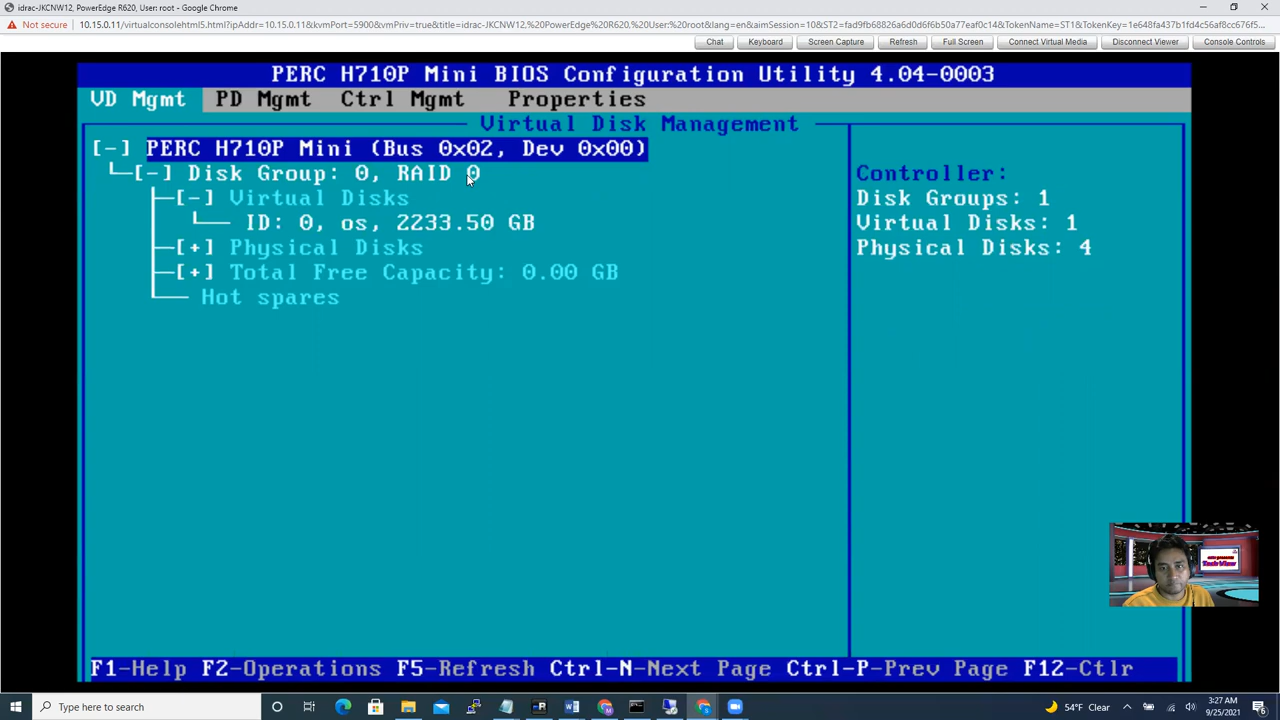 idrac-JKCNW12, PowerEdge R620, User: root - Google Chrome
Not secure
Chat Keyboard Screen Capture Refresh Full Screen Connect Virtual Media Disconnect Viewer Console Controls
PERC H710P Mini BIOS Configuration Utility 4.04-0003
VD Mgmt PD Mgmt Ctrl Mgmt Properties
Virtual Disk Management
[-] PERC H710P Mini (Bus 0x02, Dev 0x00)
[-] Disk Group: 0, RAID 0
[-] Virtual Disks
ID: 0, os, 2233.50 GB
[+] Physical Disks
[+] Total Free Capacity: 0.00 GB
Hot spares
Controller:
Disk Groups: 1
Virtual Disks: 1
Physical Disks: 4
Tech View
F1-Help F2-Operations F5-Refresh Ctrl-N-Next Page Ctrl-P-Prev Page F12-Ctlr
Type here to search
54°F Clear
3:27 AM
9/25/2021